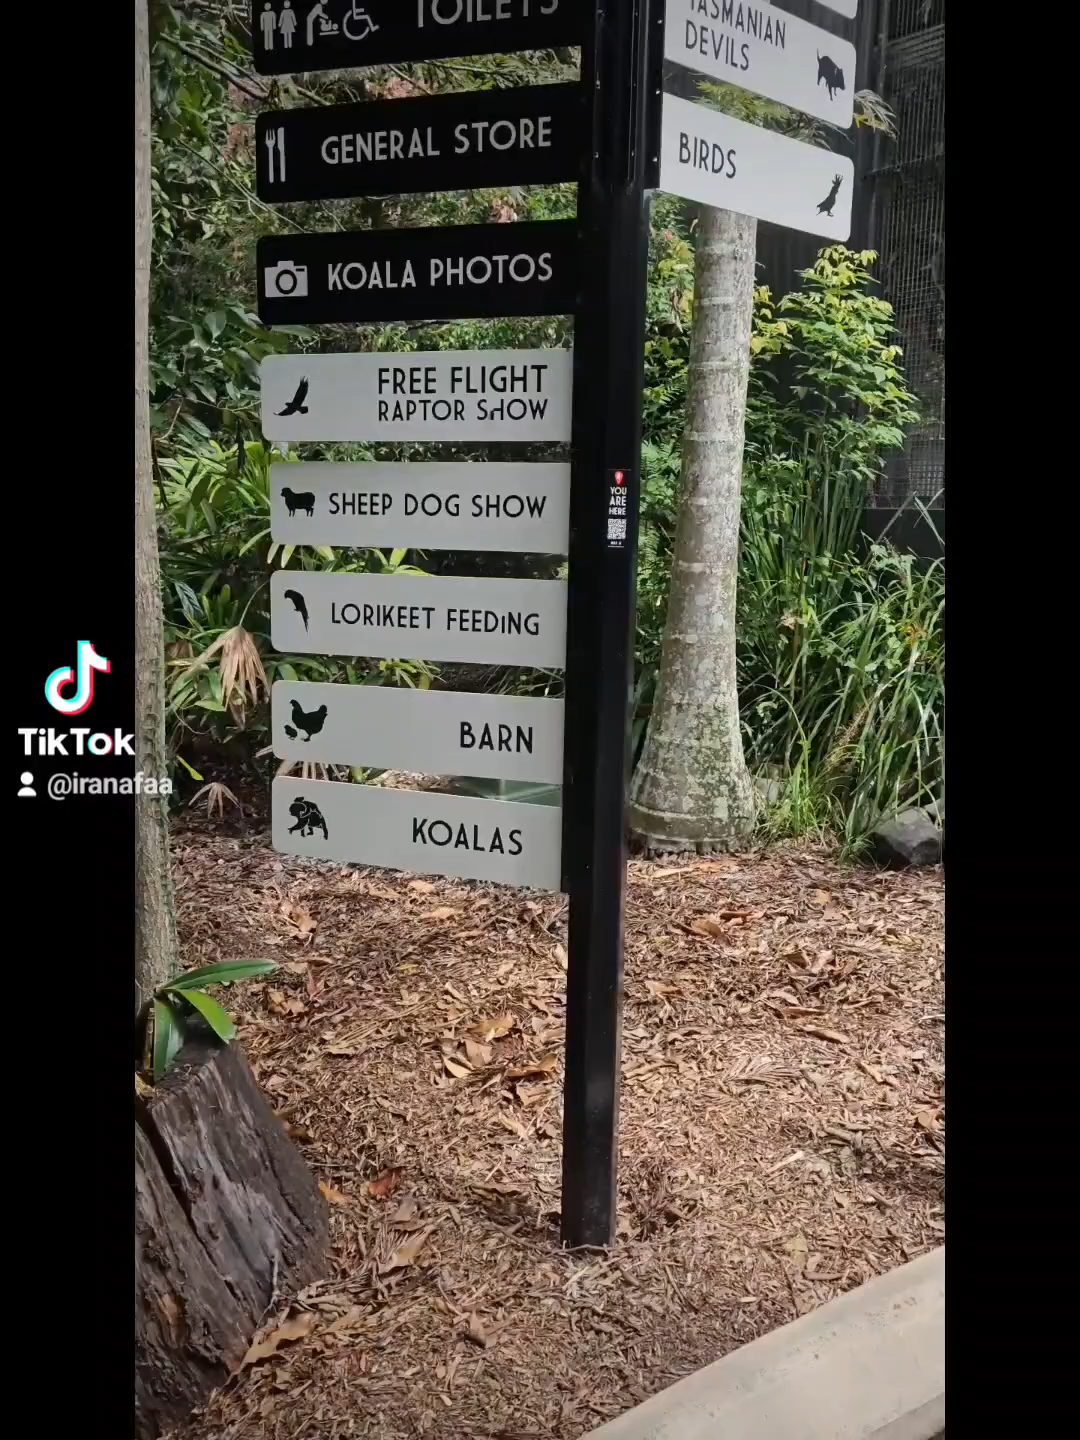 TOILETS
GENERAL STORE
KOALA PHOTOS
FREE FLIGHT
RAPTOR SHOW
SHEEP DOG SHOW
LORIKEET FEEDING
BARN
KOALAS
TASMANIAN
DEVILS
BIRDS
YOU
ARE
HERE
TikTok
@iranafaa